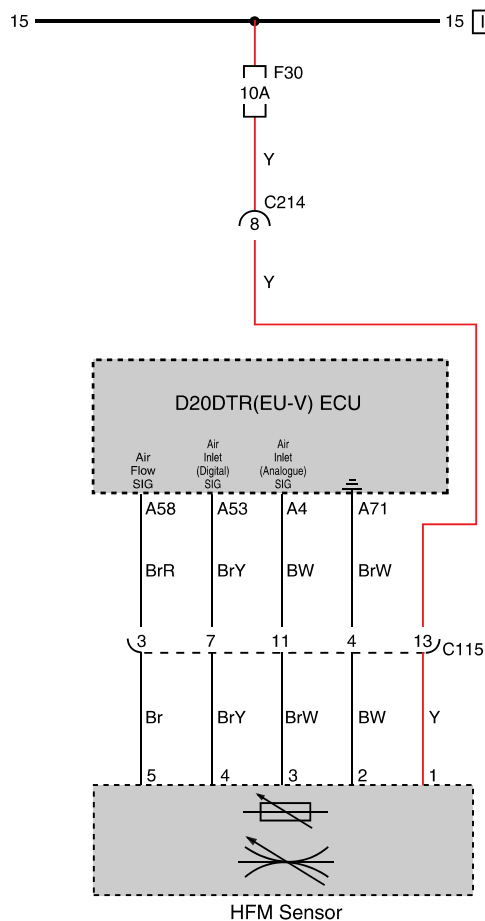 15 15 I
F30
10A
Y
C214
8
Y
D20DTR(EU-V) ECU
Air Flow SIG
Air Inlet (Digital) SIG
Air Inlet (Analogue) SIG
A58 A53 A4 A71
BrR BrY BW BrW
3 7 11 4 13 C115
Br BrY BrW BW Y
5 4 3 2 1
HFM Sensor